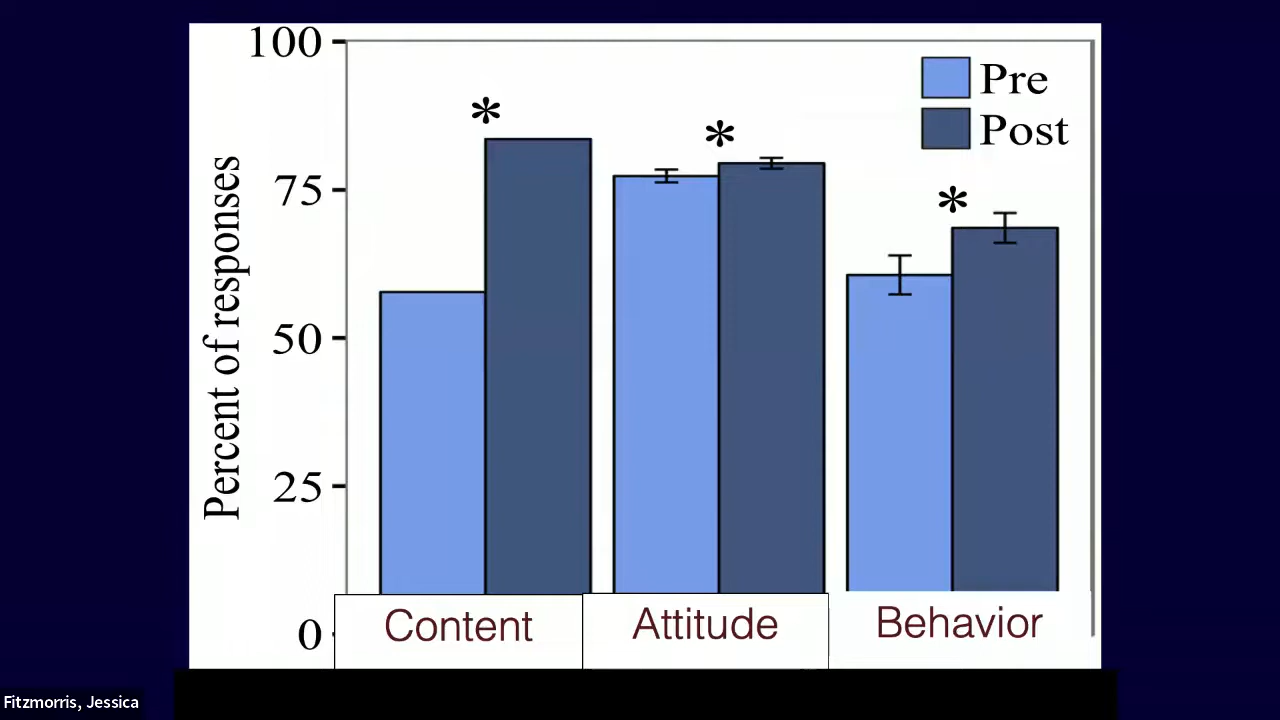 100
75
50
25
0
Percent of responses
*
*
*
Pre
Post
Content
Attitude
Behavior
Fitzmorris, Jessica